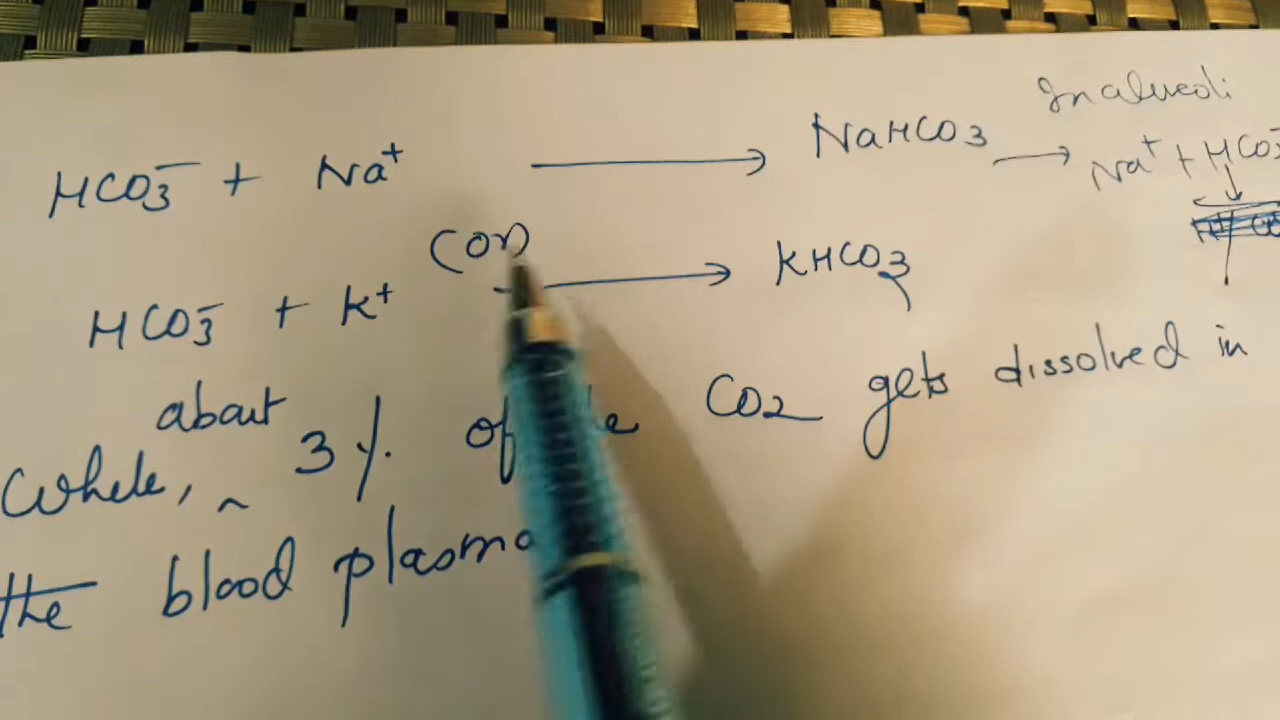 In alveoli
HCO3⁻ + Na⁺ ⟶ NaHCO3 ⟶ Na⁺ + HCO3⁻
(or)
HCO3⁻ + K⁺ ⟶ KHCO3
about
While, ^ 3 %. of CO2 gets dissolved in
the blood plasma